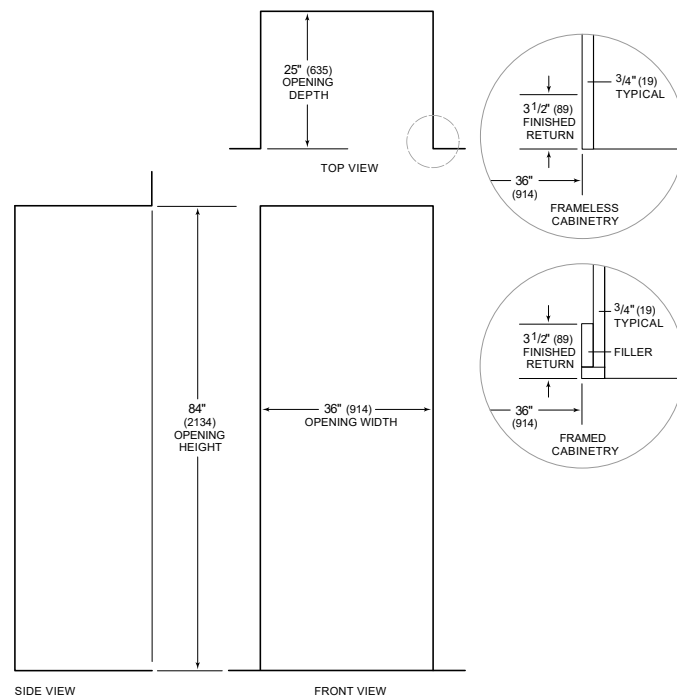 25" (635)
OPENING
DEPTH
TOP VIEW
3/4" (19)
TYPICAL
3 1/2" (89)
FINISHED
RETURN
36"
(914)
FRAMELESS
CABINETRY
3/4" (19)
TYPICAL
3 1/2" (89)
FINISHED
RETURN
FILLER
36"
(914)
FRAMED
CABINETRY
84"
(2134)
OPENING
HEIGHT
36" (914)
OPENING WIDTH
SIDE VIEW
FRONT VIEW